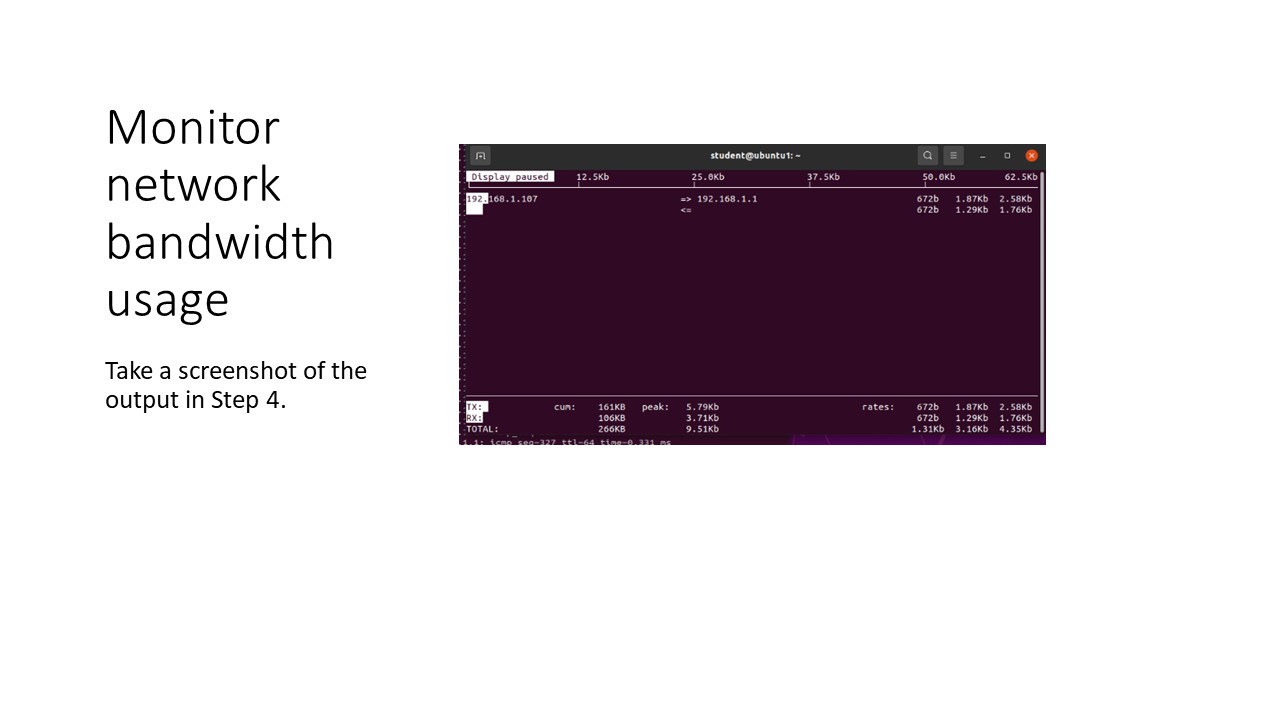 Monitor
network
bandwidth
usage
Take a screenshot of the
output in Step 4.
student@ubuntu1: ~
Display paused 12.5Kb 25.0Kb 37.5Kb 50.0Kb 62.5Kb
192.168.1.107 => 192.168.1.1 672b 1.87Kb 2.58Kb
<= 672b 1.29Kb 1.76Kb
TX: cum: 161KB peak: 5.79Kb rates: 672b 1.87Kb 2.58Kb
RX: 106KB 3.71Kb 672b 1.29Kb 1.76Kb
TOTAL: 266KB 9.51Kb 1.31Kb 3.16Kb 4.35Kb
1.1: icmp_seq=327 ttl=64 time=0.331 ms